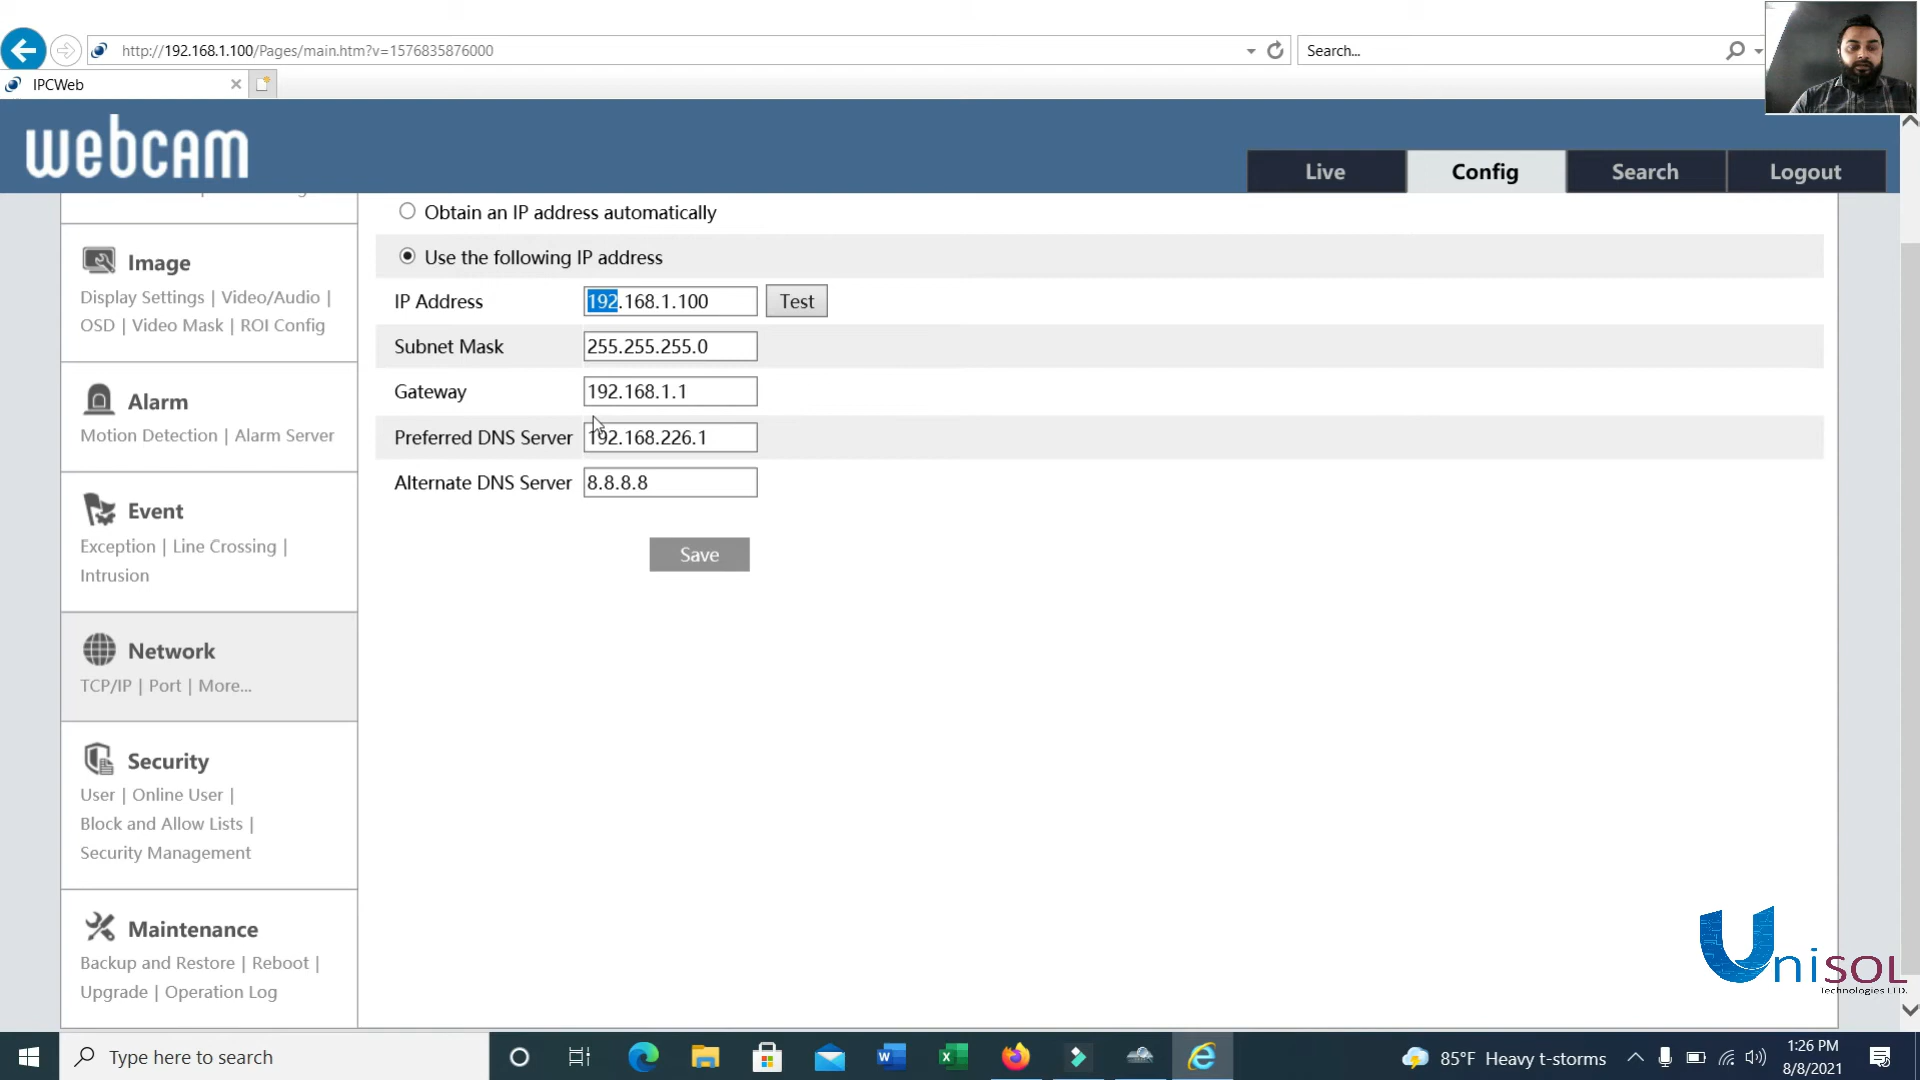 http://192.168.1.100/Pages/main.htm?v=1576835876000
Search...
IPCWeb
webcam
Live
Config
Search
Logout
Obtain an IP address automatically
Use the following IP address
IP Address
192.168.1.100
Test
Subnet Mask
255.255.255.0
Gateway
192.168.1.1
Preferred DNS Server
192.168.226.1
Alternate DNS Server
8.8.8.8
Save
Image
Display Settings | Video/Audio |
OSD | Video Mask | ROI Config
Alarm
Motion Detection | Alarm Server
Event
Exception | Line Crossing |
Intrusion
Network
TCP/IP | Port | More...
Security
User | Online User |
Block and Allow Lists |
Security Management
Maintenance
Backup and Restore | Reboot |
Upgrade | Operation Log
Unisol
Technologies LTD.
Type here to search
85°F Heavy t-storms
1:26 PM
8/8/2021